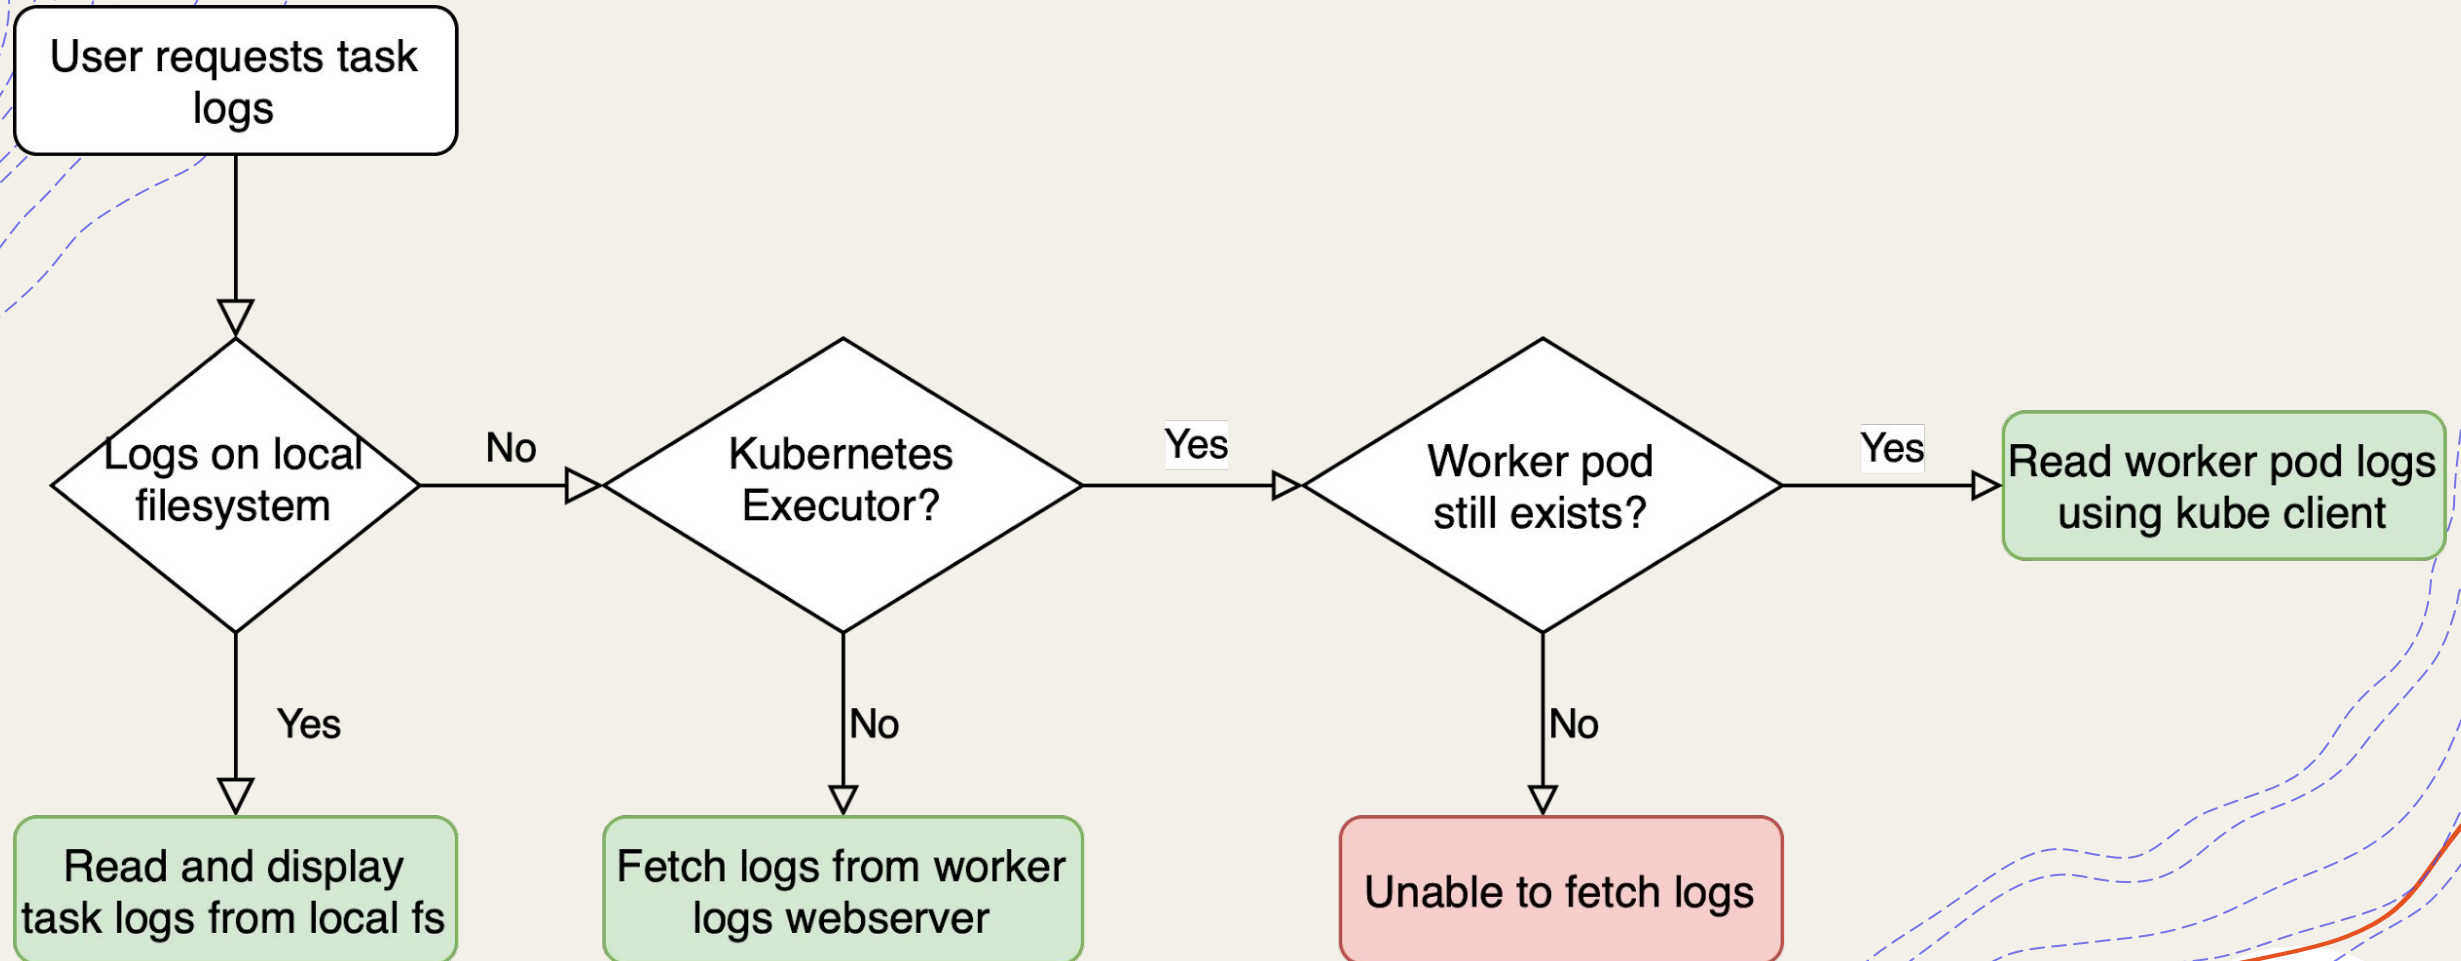 User requests task
logs
Logs on local
filesystem
No
Kubernetes
Executor?
Yes
Worker pod
still exists?
Yes
Read worker pod logs
using kube client
Yes
No
No
Read and display
task logs from local fs
Fetch logs from worker
logs webserver
Unable to fetch logs